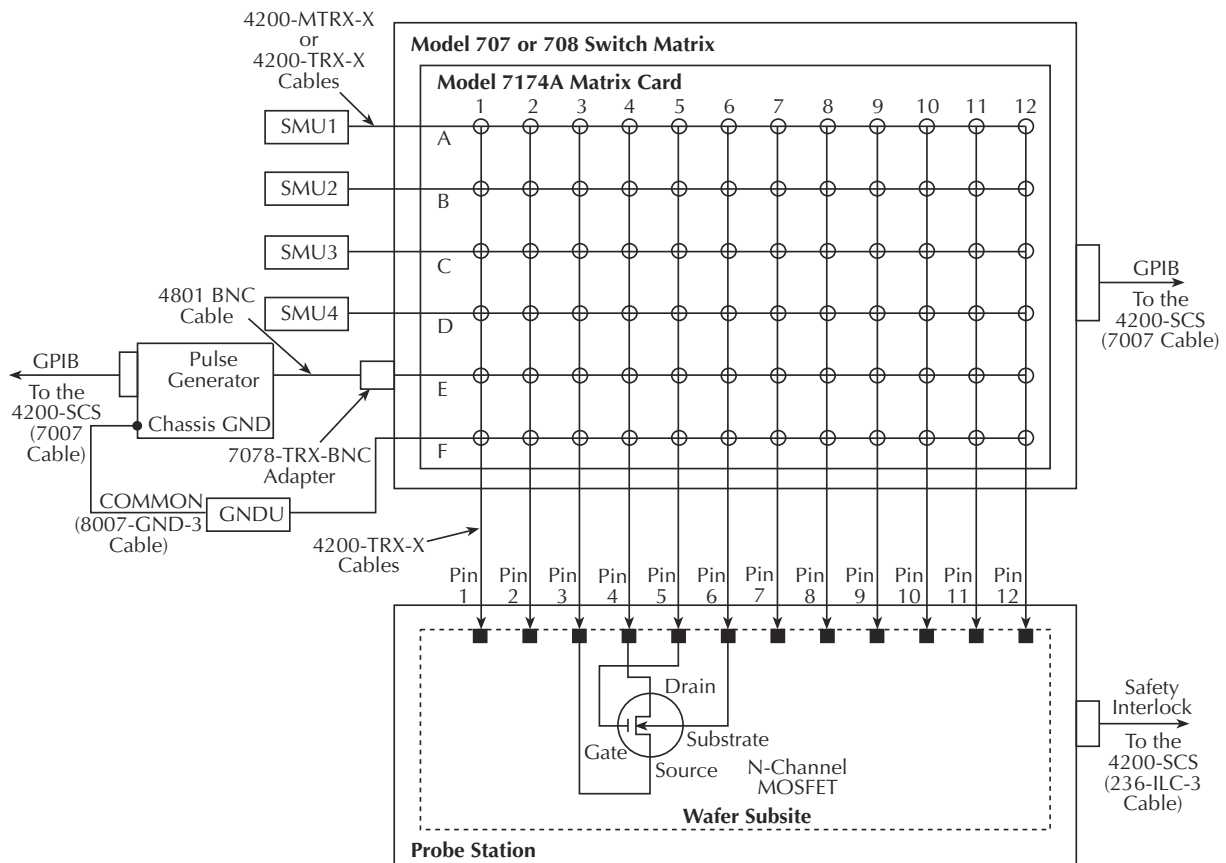 4200-MTRX-X
or
4200-TRX-X
Cables
Model 707 or 708 Switch Matrix
Model 7174A Matrix Card
1 2 3 4 5 6 7 8 9 10 11 12
SMU1
A
SMU2
B
SMU3
C
GPIB
To the
4200-SCS
(7007 Cable)
4801 BNC
Cable
SMU4
D
GPIB
To the
4200-SCS
(7007
Cable)
Pulse
Generator
Chassis GND
E
7078-TRX-BNC
Adapter
F
COMMON
(8007-GND-3
Cable)
GNDU
4200-TRX-X
Cables
Pin Pin Pin Pin Pin Pin Pin Pin Pin Pin Pin Pin
1 2 3 4 5 6 7 8 9 10 11 12
Drain
Gate
Substrate
Source
N-Channel
MOSFET
Wafer Subsite
Probe Station
Safety
Interlock
To the
4200-SCS
(236-ILC-3
Cable)